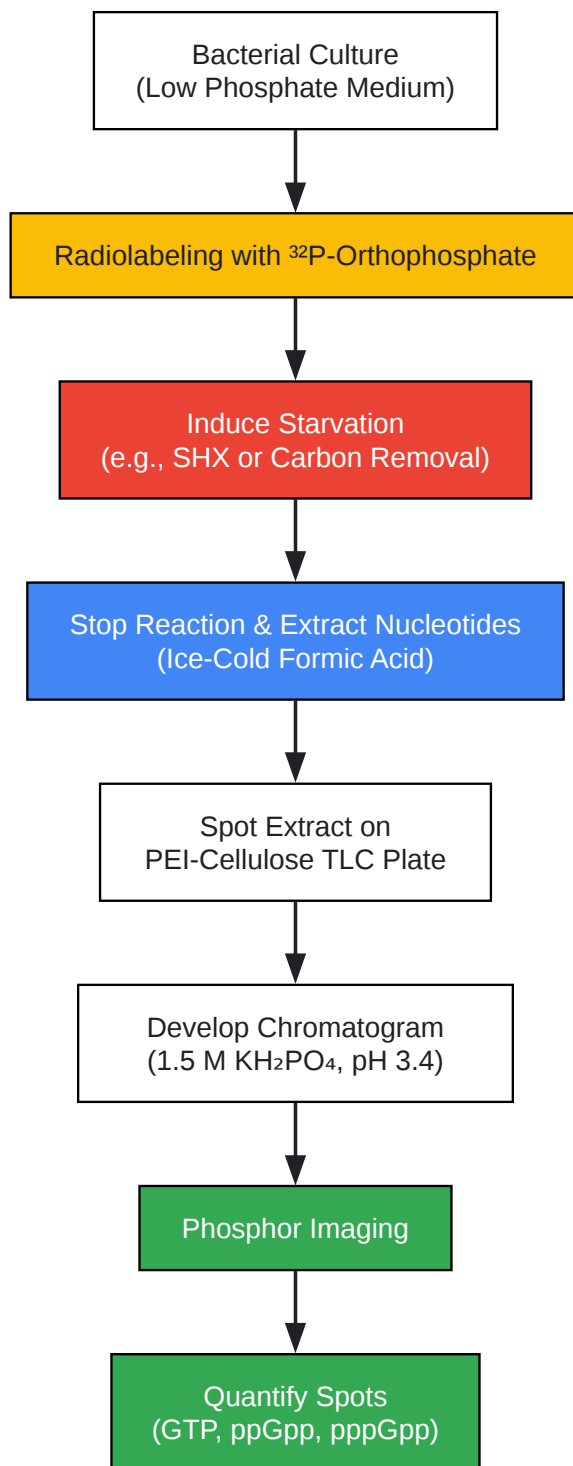 Bacterial Culture
(Low Phosphate Medium)
Radiolabeling with ³²P-Orthophosphate
Induce Starvation
(e.g., SHX or Carbon Removal)
Stop Reaction & Extract Nucleotides
(Ice-Cold Formic Acid)
Spot Extract on
PEI-Cellulose TLC Plate
Develop Chromatogram
(1.5 M KH₂PO₄, pH 3.4)
Phosphor Imaging
Quantify Spots
(GTP, ppGpp, pppGpp)